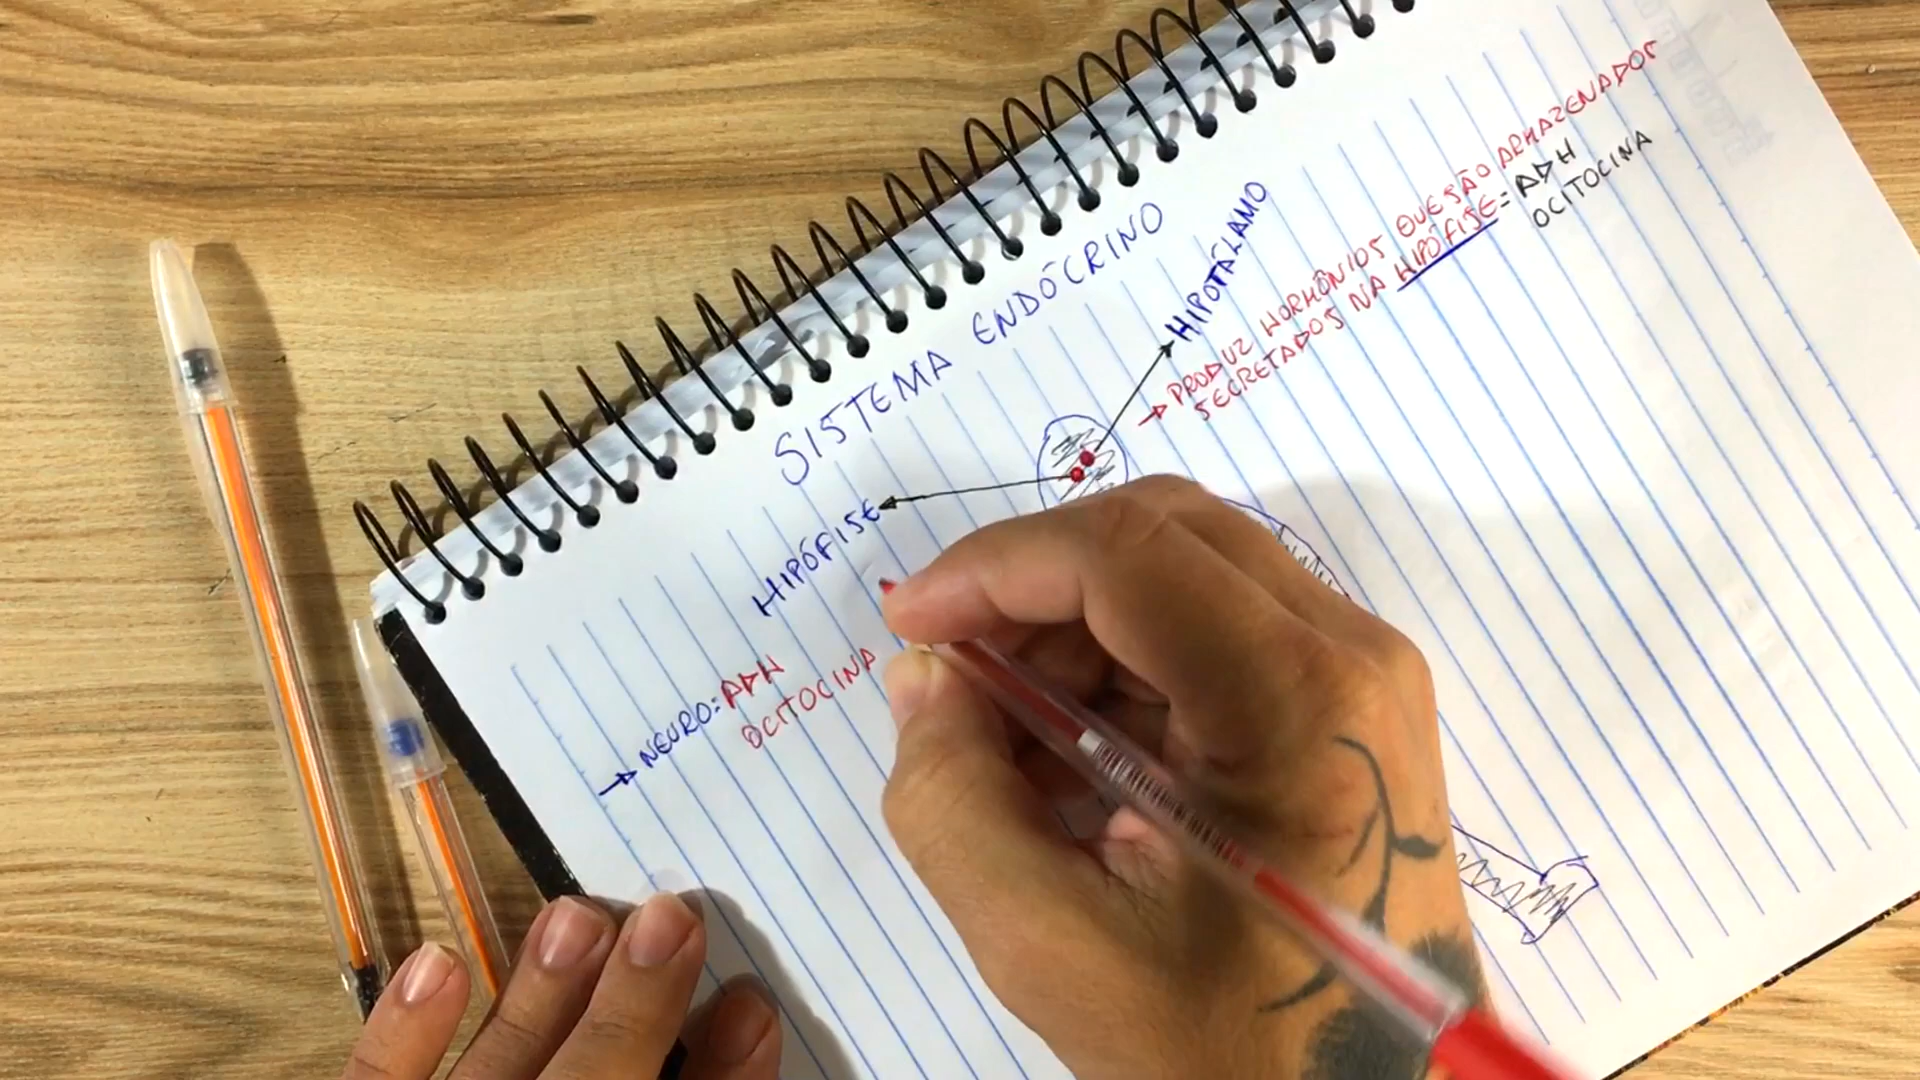 SISTEMA ENDÓCRINO
HIPOTÁLAMO
→ PRODUZ HORMÔNIOS QUE SÃO ARMAZENADOS
SECRETADOS NA HIPÓFISE = ADH
OCITOCINA
HIPÓFISE
→ NEURO: ADH
OCITOCINA